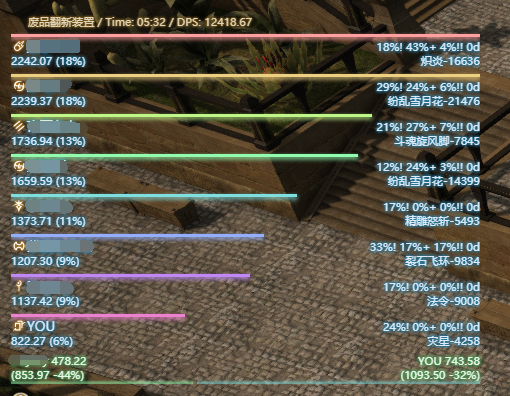 废品翻新装置 / Time: 05:32 / DPS: 12418.67
18%! 43%+ 4%!! 0d
2242.07 (18%) 炽炎-16636
29%! 24%+ 6%!! 0d
2239.37 (18%) 纷乱雪月花-21476
21%! 27%+ 7%!! 0d
1736.94 (13%) 斗魂旋风脚-7845
12%! 24%+ 3%!! 0d
1659.59 (13%) 纷乱雪月花-14399
17%! 0%+ 0%!! 0d
1373.71 (11%) 精雕怒斩-5493
33%! 17%+ 17%!! 0d
1207.30 (9%) 裂石飞环-9834
17%! 0%+ 0%!! 0d
1137.42 (9%) 法令-9008
YOU 24%! 0%+ 0%!! 0d
822.27 (6%) 灾星-4258
478.22 YOU 743.58
(853.97 -44%) (1093.50 -32%)